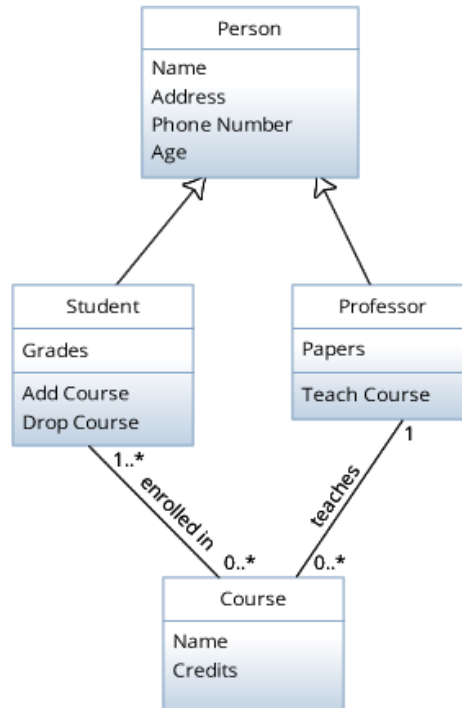 Person
Name
Address
Phone Number
Age
Student
Grades
Add Course
Drop Course
Professor
Papers
Teach Course
1..*
enrolled in
0..*
1
teaches
0..*
Course
Name
Credits